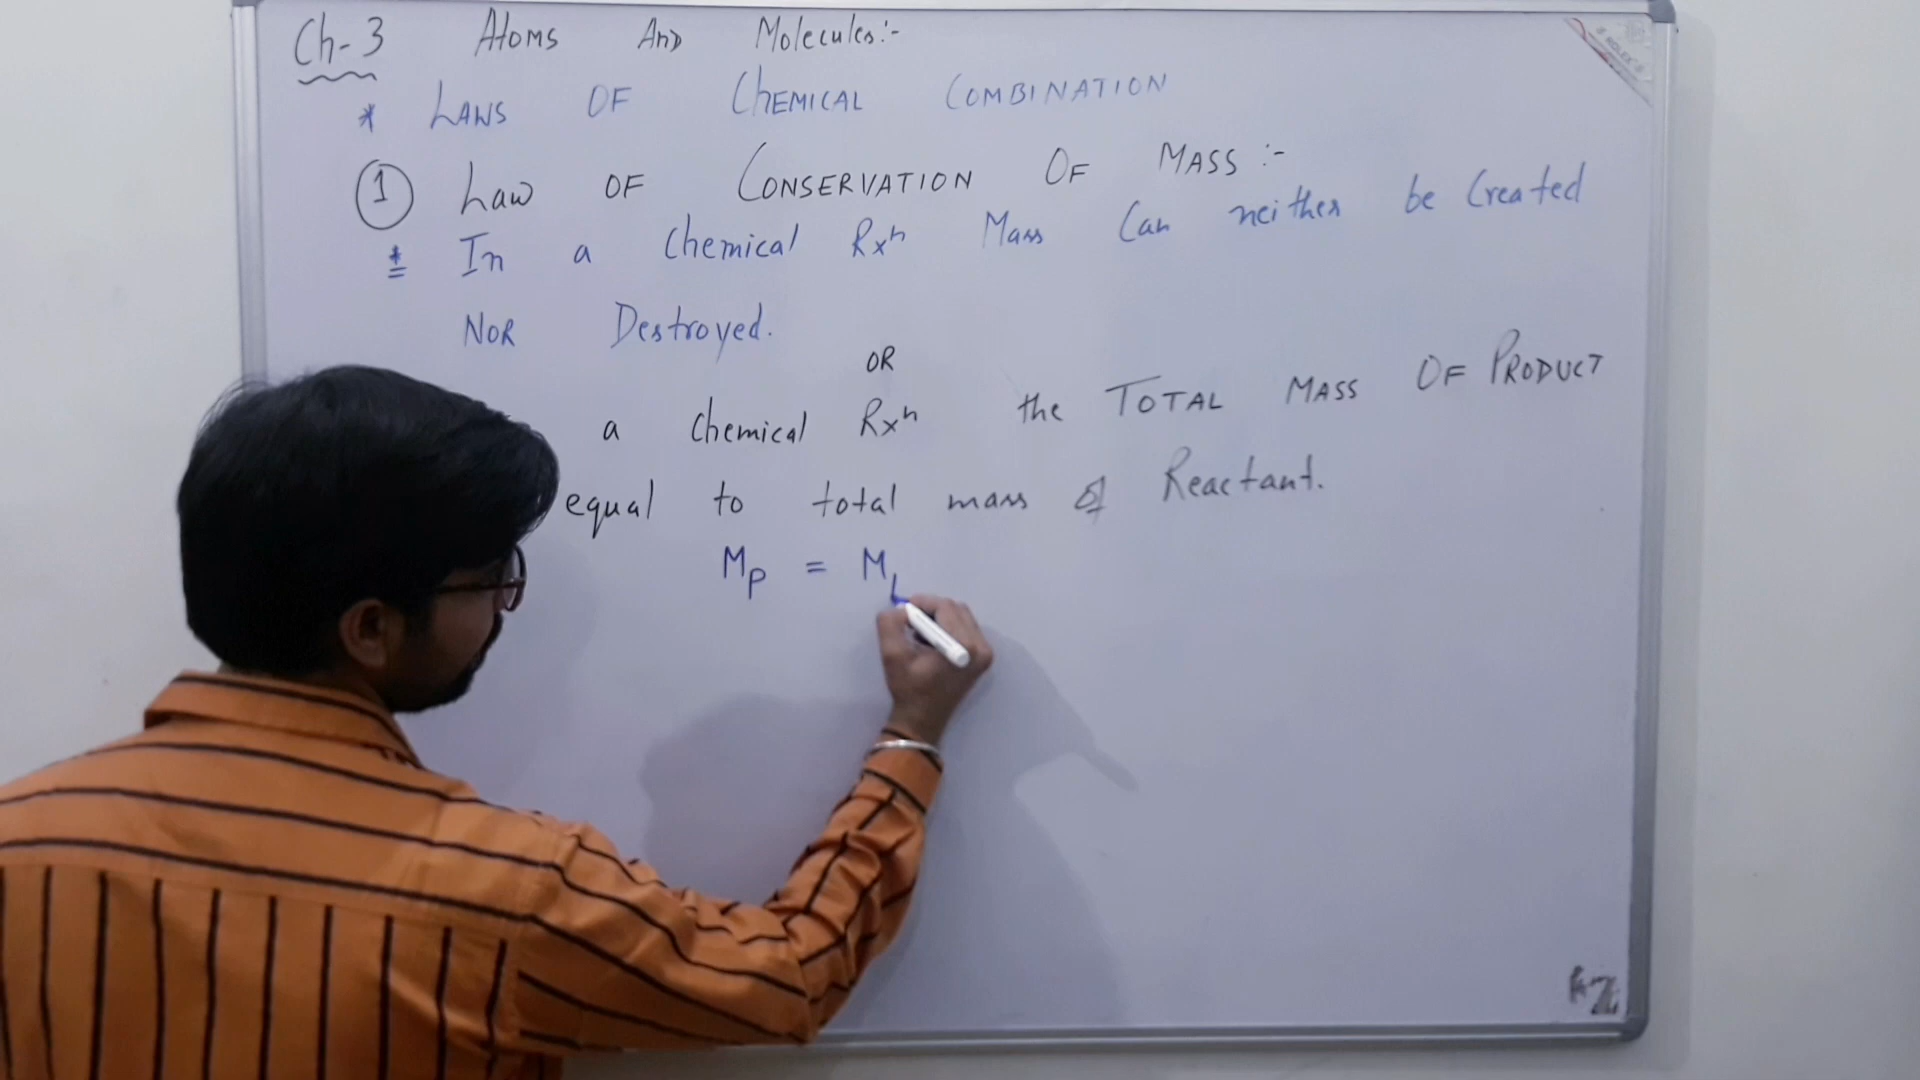 Ch-3 Atoms And Molecules:-
* LAWS OF CHEMICAL COMBINATION
① Law OF CONSERVATION OF MASS :-
* In a Chemical Rxⁿ Mass Can neither be Created
NOR Destroyed.
OR
a Chemical Rxⁿ the TOTAL MASS OF PRODUCT
equal to total mass of Reactant.
Mp = M